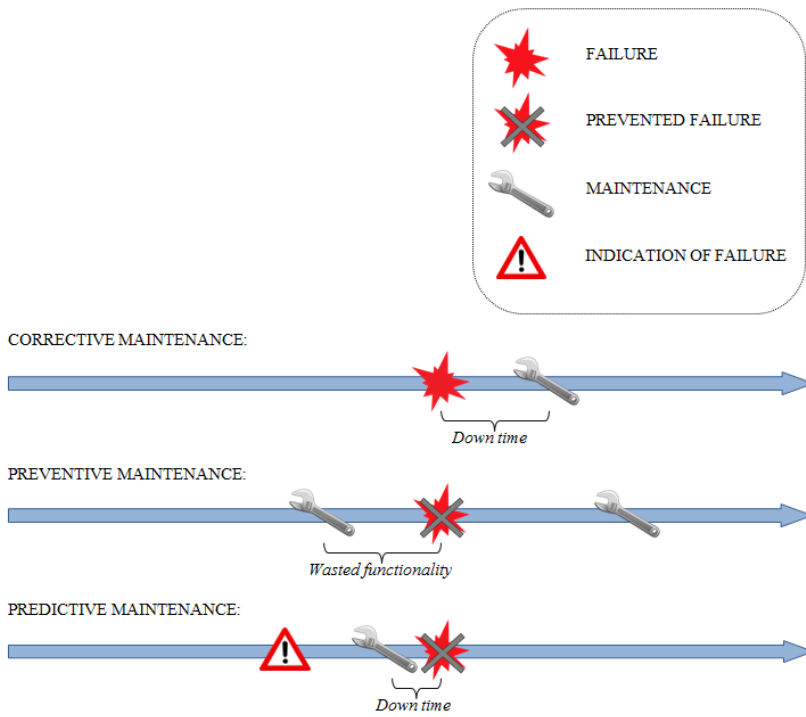 FAILURE
PREVENTED FAILURE
MAINTENANCE
INDICATION OF FAILURE
CORRECTIVE MAINTENANCE:
Down time
PREVENTIVE MAINTENANCE:
Wasted functionality
PREDICTIVE MAINTENANCE:
Down time